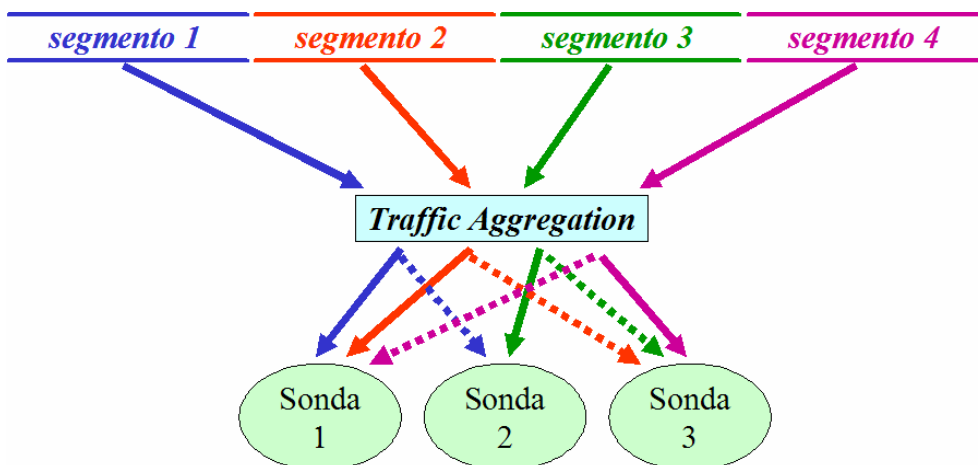 segmento 1 segmento 2 segmento 3 segmento 4
Traffic Aggregation
Sonda Sonda Sonda
1 2 3